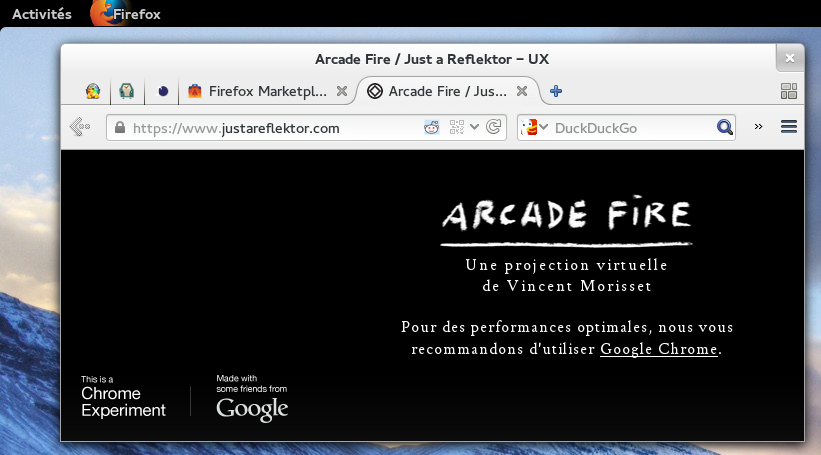 Activités Firefox
Arcade Fire / Just a Reflektor – UX
Firefox Marketpl... Arcade Fire / Jus...
https://www.justareflektor.com DuckDuckGo
ARCADE FiRE
Une projection virtuelle
de Vincent Morisset
Pour des performances optimales, nous vous
recommandons d'utiliser Google Chrome.
This is a
Chrome
Experiment
Made with
some friends from
Google